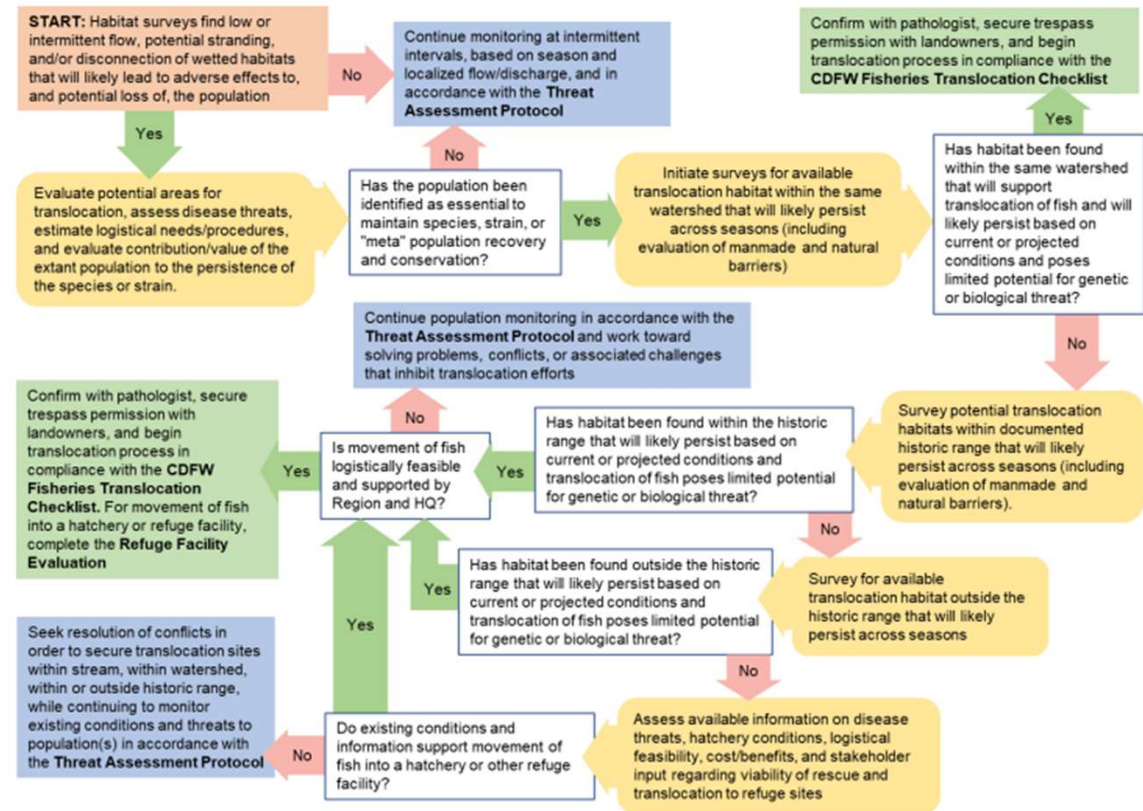 START: Habitat surveys find low or
intermittent flow, potential stranding,
and/or disconnection of wetted habitats
that will likely lead to adverse effects to,
and potential loss of, the population
No
Continue monitoring at intermittent
intervals, based on season and
localized flow/discharge, and in
accordance with the Threat
Assessment Protocol
Confirm with pathologist, secure trespass
permission with landowners, and begin
translocation process in compliance with the
CDFW Fisheries Translocation Checklist
Yes
No
Yes
Evaluate potential areas for
translocation, assess disease threats,
estimate logistical needs/procedures,
and evaluate contribution/value of the
extant population to the persistence of
the species or strain.
Has the population been
identified as essential to
maintain species, strain, or
"meta" population recovery
and conservation?
Yes
Initiate surveys for available
translocation habitat within the same
watershed that will likely persist
across seasons (including
evaluation of manmade and natural
barriers)
Has habitat been found
within the same watershed
that will support
translocation of fish and will
likely persist based on
current or projected
conditions and poses
limited potential for genetic
or biological threat?
No
Continue population monitoring in accordance with the
Threat Assessment Protocol and work toward
solving problems, conflicts, or associated challenges
that inhibit translocation efforts
No
Confirm with pathologist, secure
trespass permission with
landowners, and begin
translocation process in
compliance with the CDFW
Fisheries Translocation
Checklist. For movement of fish
into a hatchery or refuge facility,
complete the Refuge Facility
Evaluation
Yes
Is movement of fish
logistically feasible
and supported by
Region and HQ?
Yes
Has habitat been found within the historic
range that will likely persist based on
current or projected conditions and
translocation of fish poses limited potential
for genetic or biological threat?
Survey potential translocation
habitats within documented
historic range that will likely
persist across seasons (including
evaluation of manmade and
natural barriers).
No
Yes
Has habitat been found outside the historic
range that will likely persist based on
current or projected conditions and
translocation of fish poses limited potential
for genetic or biological threat?
Survey for available
translocation habitat outside the
historic range that will likely
persist across seasons
Yes
No
Seek resolution of conflicts in
order to secure translocation sites
within stream, within watershed,
within or outside historic range,
while continuing to monitor
existing conditions and threats to
population(s) in accordance with
the Threat Assessment Protocol
No
Do existing conditions and
information support movement of
fish into a hatchery or other refuge
facility?
Assess available information on disease
threats, hatchery conditions, logistical
feasibility, cost/benefits, and stakeholder
input regarding viability of rescue and
translocation to refuge sites